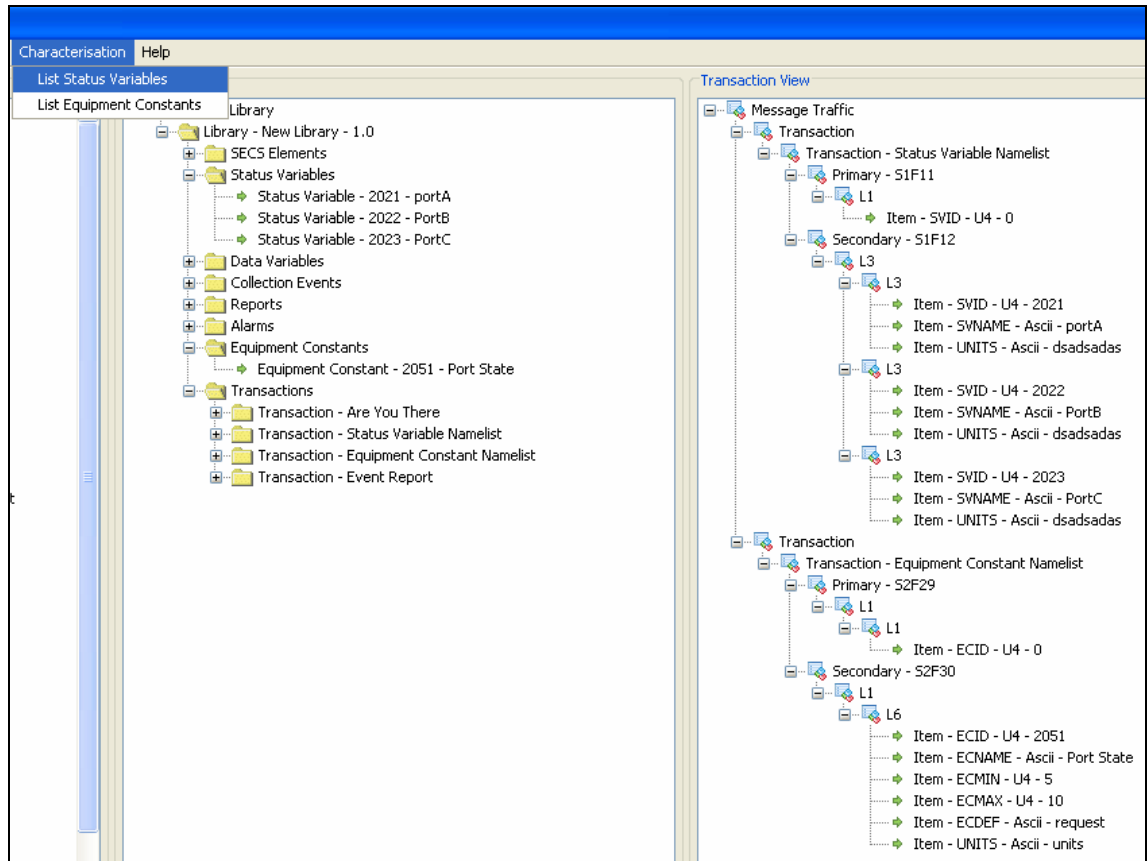 Characterisation Help
List Status Variables
List Equipment Constants
Library
Library - New Library - 1.0
SECS Elements
Status Variables
Status Variable - 2021 - portA
Status Variable - 2022 - PortB
Status Variable - 2023 - PortC
Data Variables
Collection Events
Reports
Alarms
Equipment Constants
Equipment Constant - 2051 - Port State
Transactions
Transaction - Are You There
Transaction - Status Variable Namelist
Transaction - Equipment Constant Namelist
Transaction - Event Report
t
Transaction View
Message Traffic
Transaction
Transaction - Status Variable Namelist
Primary - S1F11
L1
Item - SVID - U4 - 0
Secondary - S1F12
L3
L3
Item - SVID - U4 - 2021
Item - SVNAME - Ascii - portA
Item - UNITS - Ascii - dsadsadas
L3
Item - SVID - U4 - 2022
Item - SVNAME - Ascii - PortB
Item - UNITS - Ascii - dsadsadas
L3
Item - SVID - U4 - 2023
Item - SVNAME - Ascii - PortC
Item - UNITS - Ascii - dsadsadas
Transaction
Transaction - Equipment Constant Namelist
Primary - S2F29
L1
L1
Item - ECID - U4 - 0
Secondary - S2F30
L1
L6
Item - ECID - U4 - 2051
Item - ECNAME - Ascii - Port State
Item - ECMIN - U4 - 5
Item - ECMAX - U4 - 10
Item - ECDEF - Ascii - request
Item - UNITS - Ascii - units